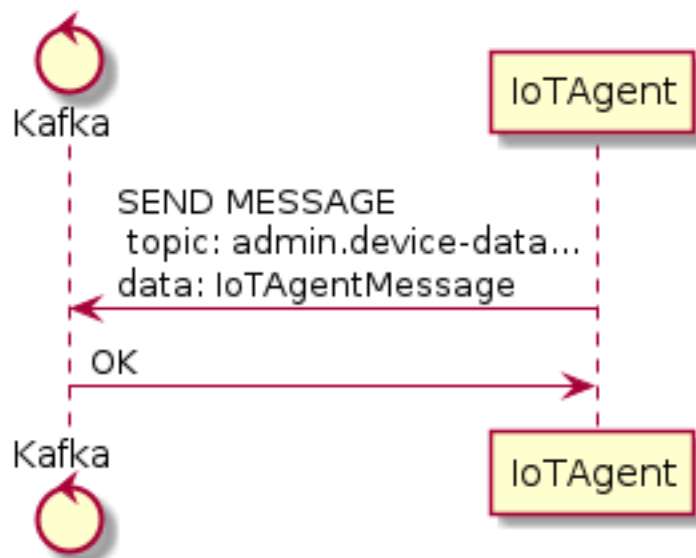 Kafka
IoTAgent
SEND MESSAGE
topic: admin.device-data...
data: IoTAgentMessage
OK
Kafka
IoTAgent